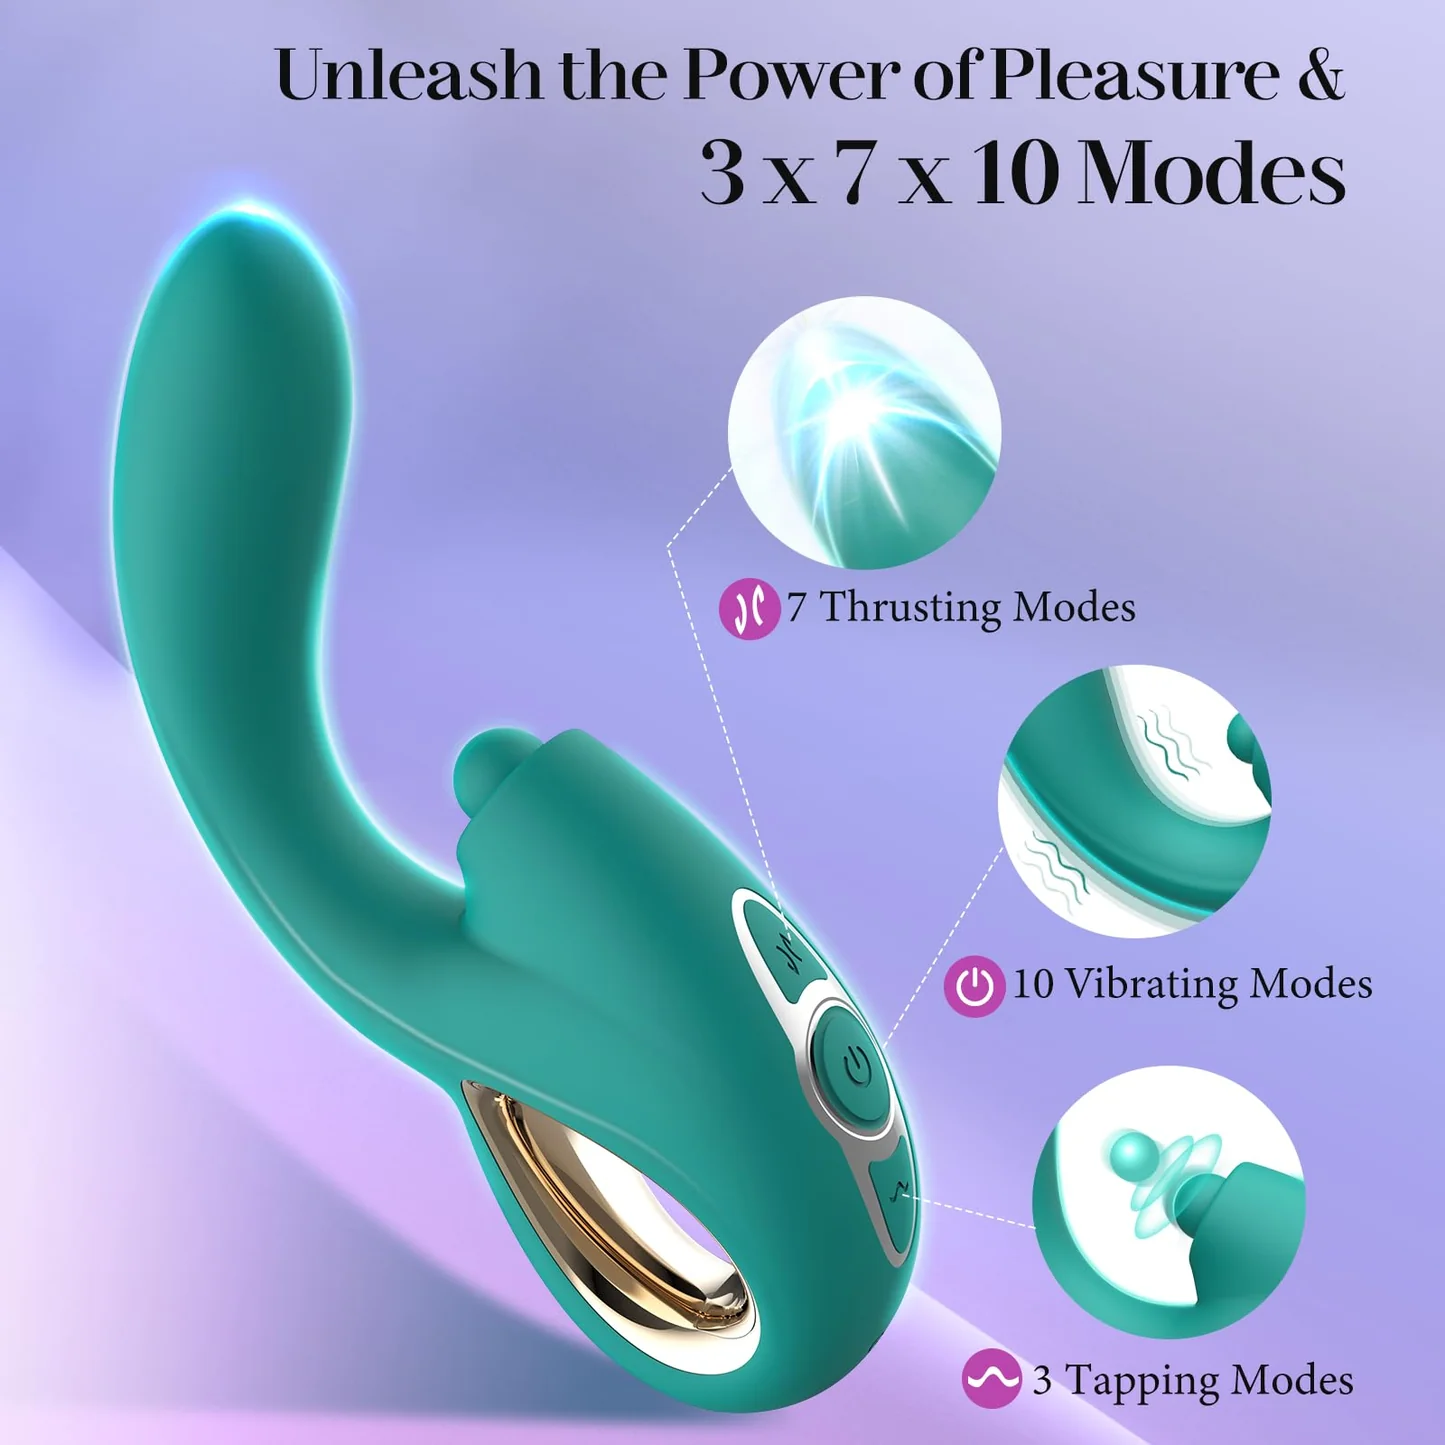 Unleash the Power of Pleasure &
3 x 7 x 10 Modes
7 Thrusting Modes
10 Vibrating Modes
3 Tapping Modes